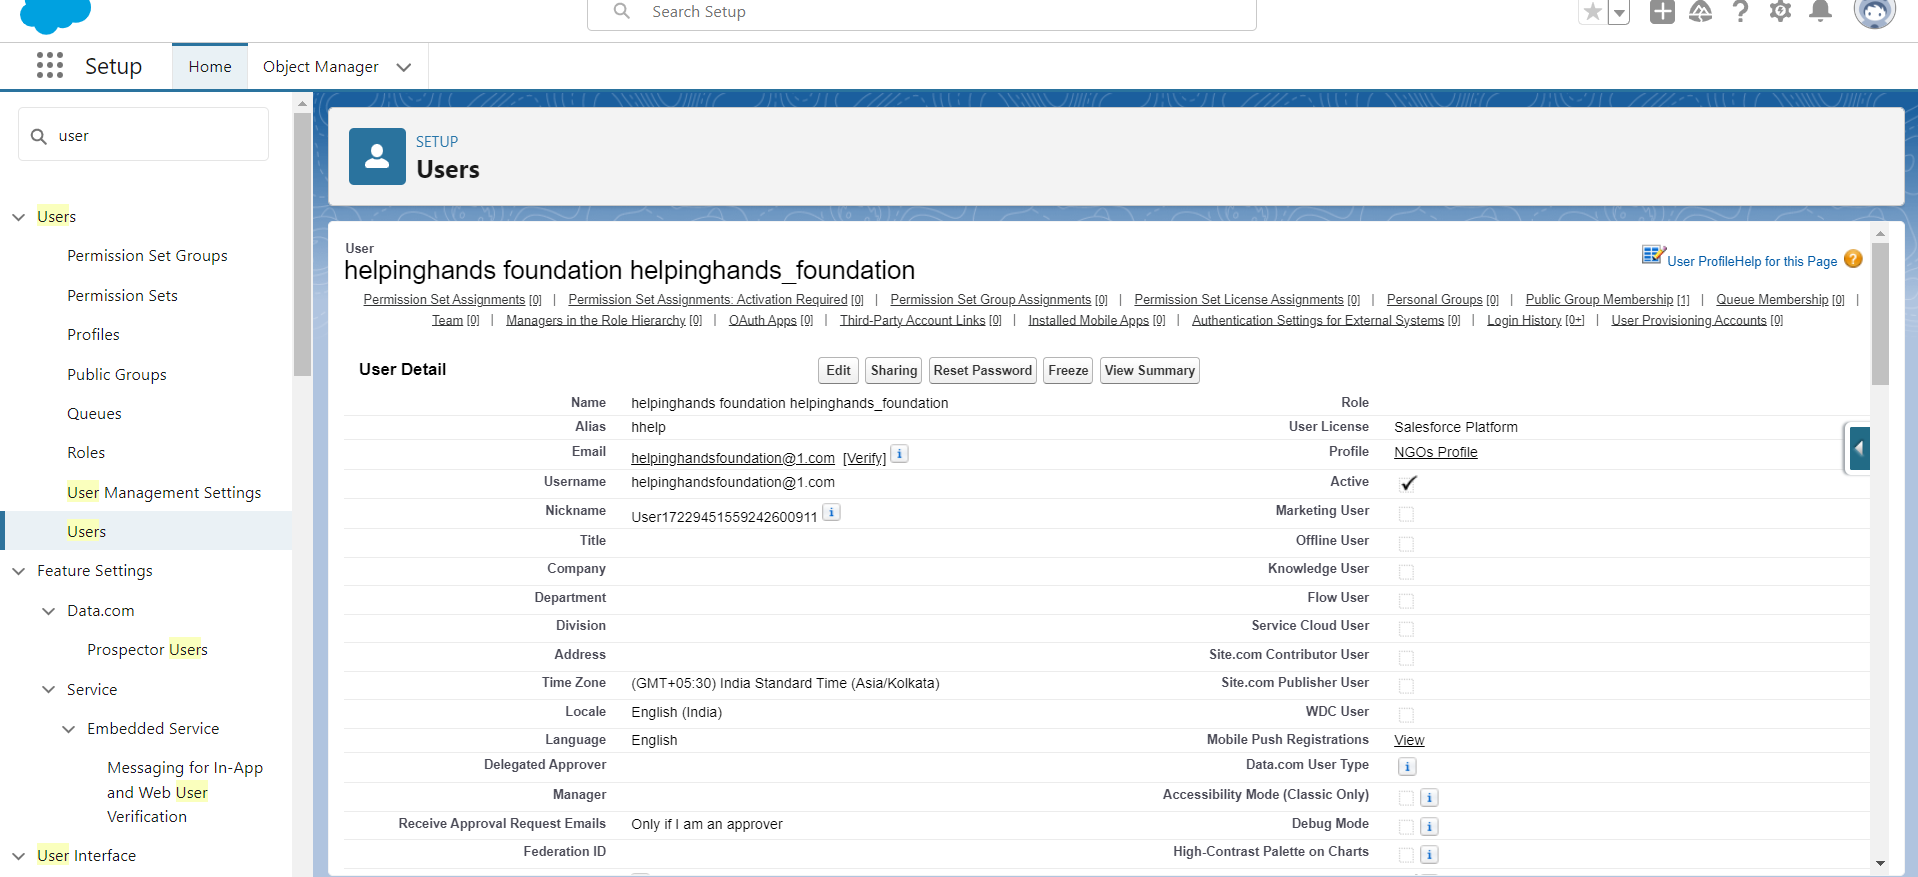 Search Setup
Setup Home Object Manager
user
SETUP
Users
Users
Permission Set Groups
Permission Sets
Profiles
Public Groups
Queues
Roles
User Management Settings
Users
Feature Settings
Data.com
Prospector Users
Service
Embedded Service
Messaging for In-App
and Web User
Verification
User Interface
User
helpinghands foundation helpinghands_foundation
User Profile Help for this Page ?
Permission Set Assignments [0] | Permission Set Assignments: Activation Required [0] | Permission Set Group Assignments [0] | Permission Set License Assignments [0] | Personal Groups [0] | Public Group Membership [1] | Queue Membership [0] |
Team [0] | Managers in the Role Hierarchy [0] | OAuth Apps [0] | Third-Party Account Links [0] | Installed Mobile Apps [0] | Authentication Settings for External Systems [0] | Login History [0+] | User Provisioning Accounts [0]
User Detail Edit Sharing Reset Password Freeze View Summary
Name helpinghands foundation helpinghands_foundation Role
Alias hhelp User License Salesforce Platform
Email helpinghandsfoundation@1.com [Verify] i Profile NGOs Profile
Username helpinghandsfoundation@1.com Active
Nickname User17229451559242600911 i Marketing User
Title Offline User
Company Knowledge User
Department Flow User
Division Service Cloud User
Address Site.com Contributor User
Time Zone (GMT+05:30) India Standard Time (Asia/Kolkata) Site.com Publisher User
Locale English (India) WDC User
Language English Mobile Push Registrations View
Delegated Approver Data.com User Type i
Manager Accessibility Mode (Classic Only) i
Receive Approval Request Emails Only if I am an approver Debug Mode i
Federation ID High-Contrast Palette on Charts i